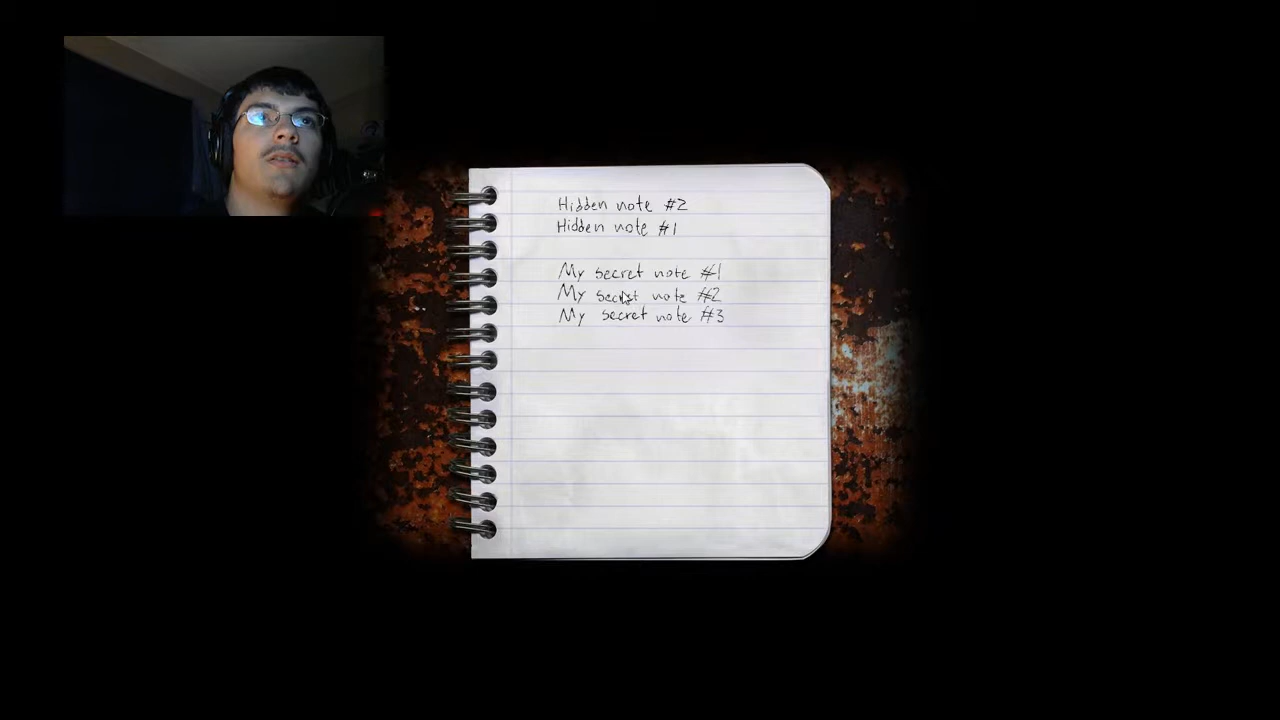 Hidden note #2
Hidden note #1
My secret note #1
My secret note #2
My secret note #3